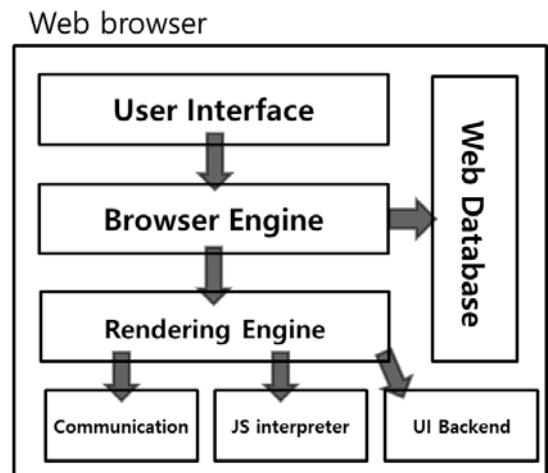 Web browser
User Interface
Browser Engine
Web Database
Rendering Engine
Communication
JS interpreter
UI Backend